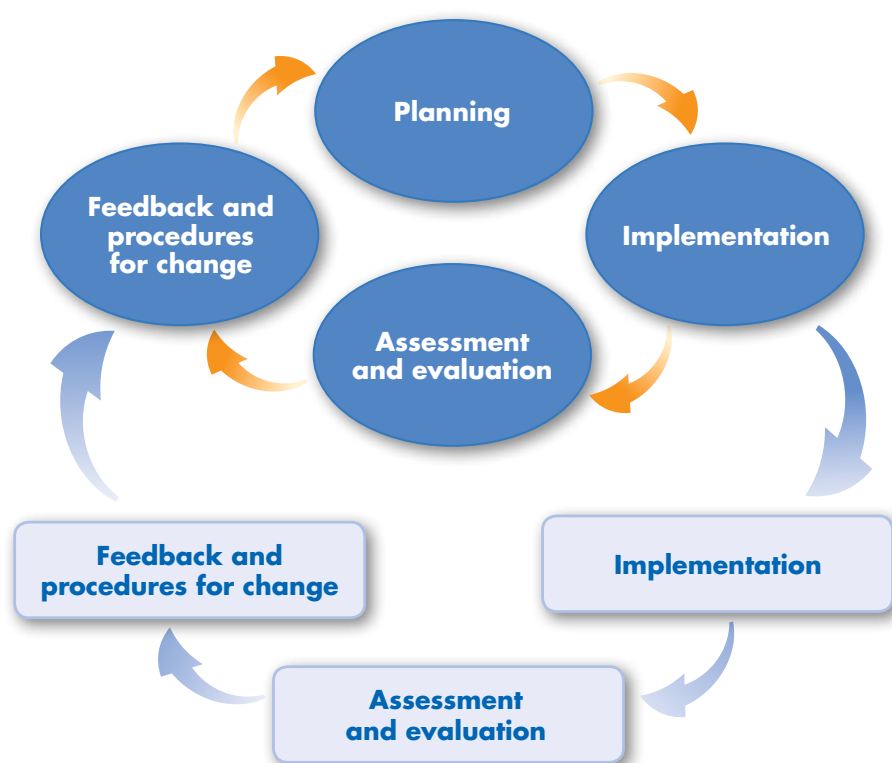 Planning
Feedback and
procedures
for change
Implementation
Assessment
and evaluation
Feedback and
procedures for change
Implementation
Assessment
and evaluation